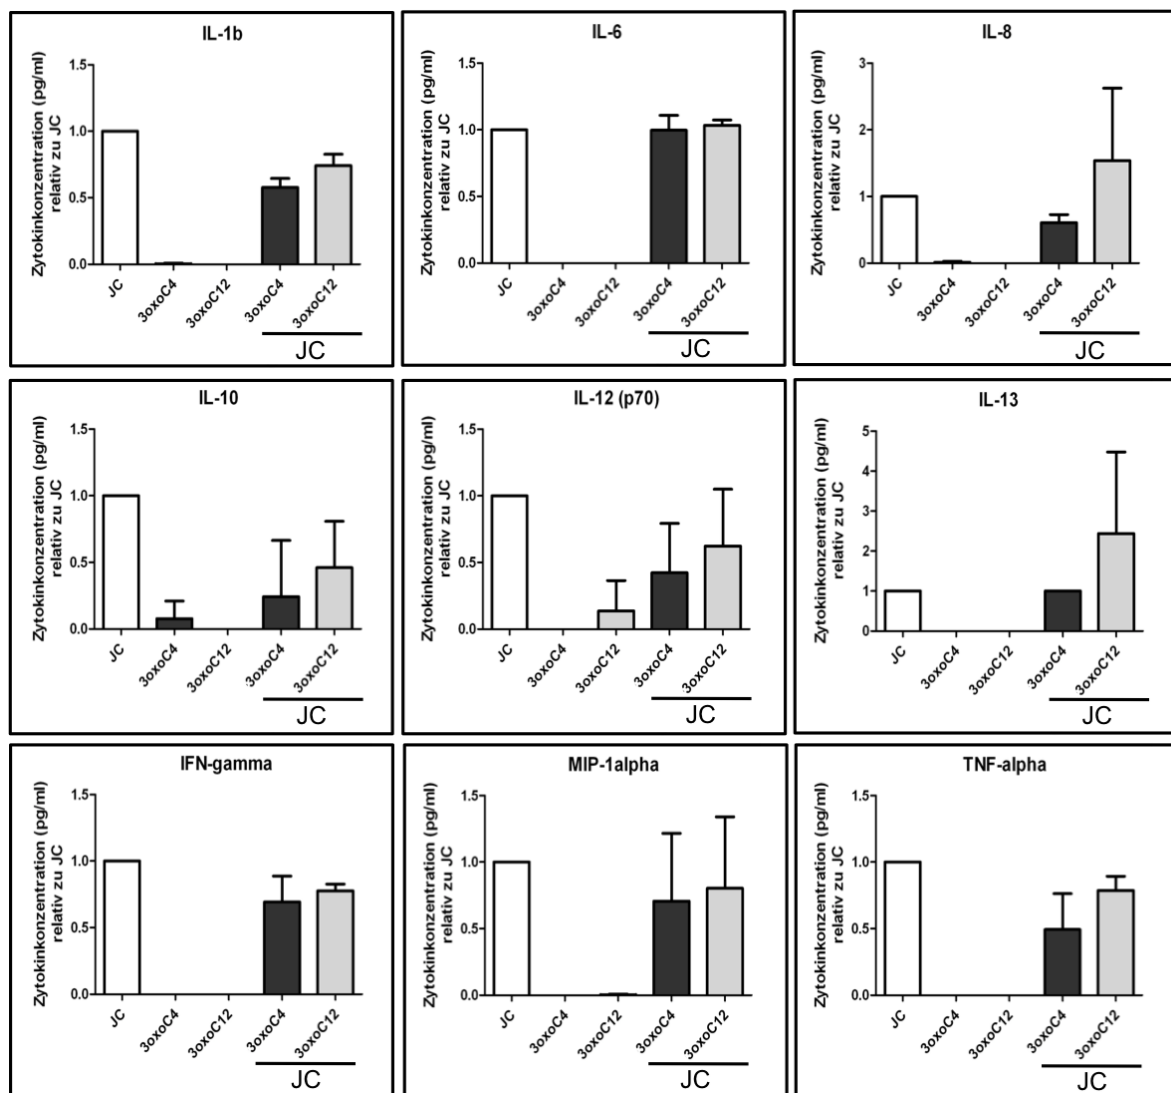 IL-1b
Zytokinkonzentration (pg/ml)
relativ zu JC
1.5
1.0
0.5
0.0
JC
3oxoC4
3oxoC12
3oxoC4
3oxoC12
JC
IL-6
Zytokinkonzentration (pg/ml)
relativ zu JC
1.5
1.0
0.5
0.0
JC
3oxoC4
3oxoC12
3oxoC4
3oxoC12
JC
IL-8
Zytokinkonzentration (pg/ml)
relativ zu JC
3
2
1
0
JC
3oxoC4
3oxoC12
3oxoC4
3oxoC12
JC
IL-10
Zytokinkonzentration (pg/ml)
relativ zu JC
1.5
1.0
0.5
0.0
JC
3oxoC4
3oxoC12
3oxoC4
3oxoC12
JC
IL-12 (p70)
Zytokinkonzentration (pg/ml)
relativ zu JC
1.5
1.0
0.5
0.0
JC
3oxoC4
3oxoC12
3oxoC4
3oxoC12
JC
IL-13
Zytokinkonzentration (pg/ml)
relativ zu JC
5
4
3
2
1
0
JC
3oxoC4
3oxoC12
3oxoC4
3oxoC12
JC
IFN-gamma
Zytokinkonzentration (pg/ml)
relativ zu JC
1.5
1.0
0.5
0.0
JC
3oxoC4
3oxoC12
3oxoC4
3oxoC12
JC
MIP-1alpha
Zytokinkonzentration (pg/ml)
relativ zu JC
1.5
1.0
0.5
0.0
JC
3oxoC4
3oxoC12
3oxoC4
3oxoC12
JC
TNF-alpha
Zytokinkonzentration (pg/ml)
relativ zu JC
1.5
1.0
0.5
0.0
JC
3oxoC4
3oxoC12
3oxoC4
3oxoC12
JC